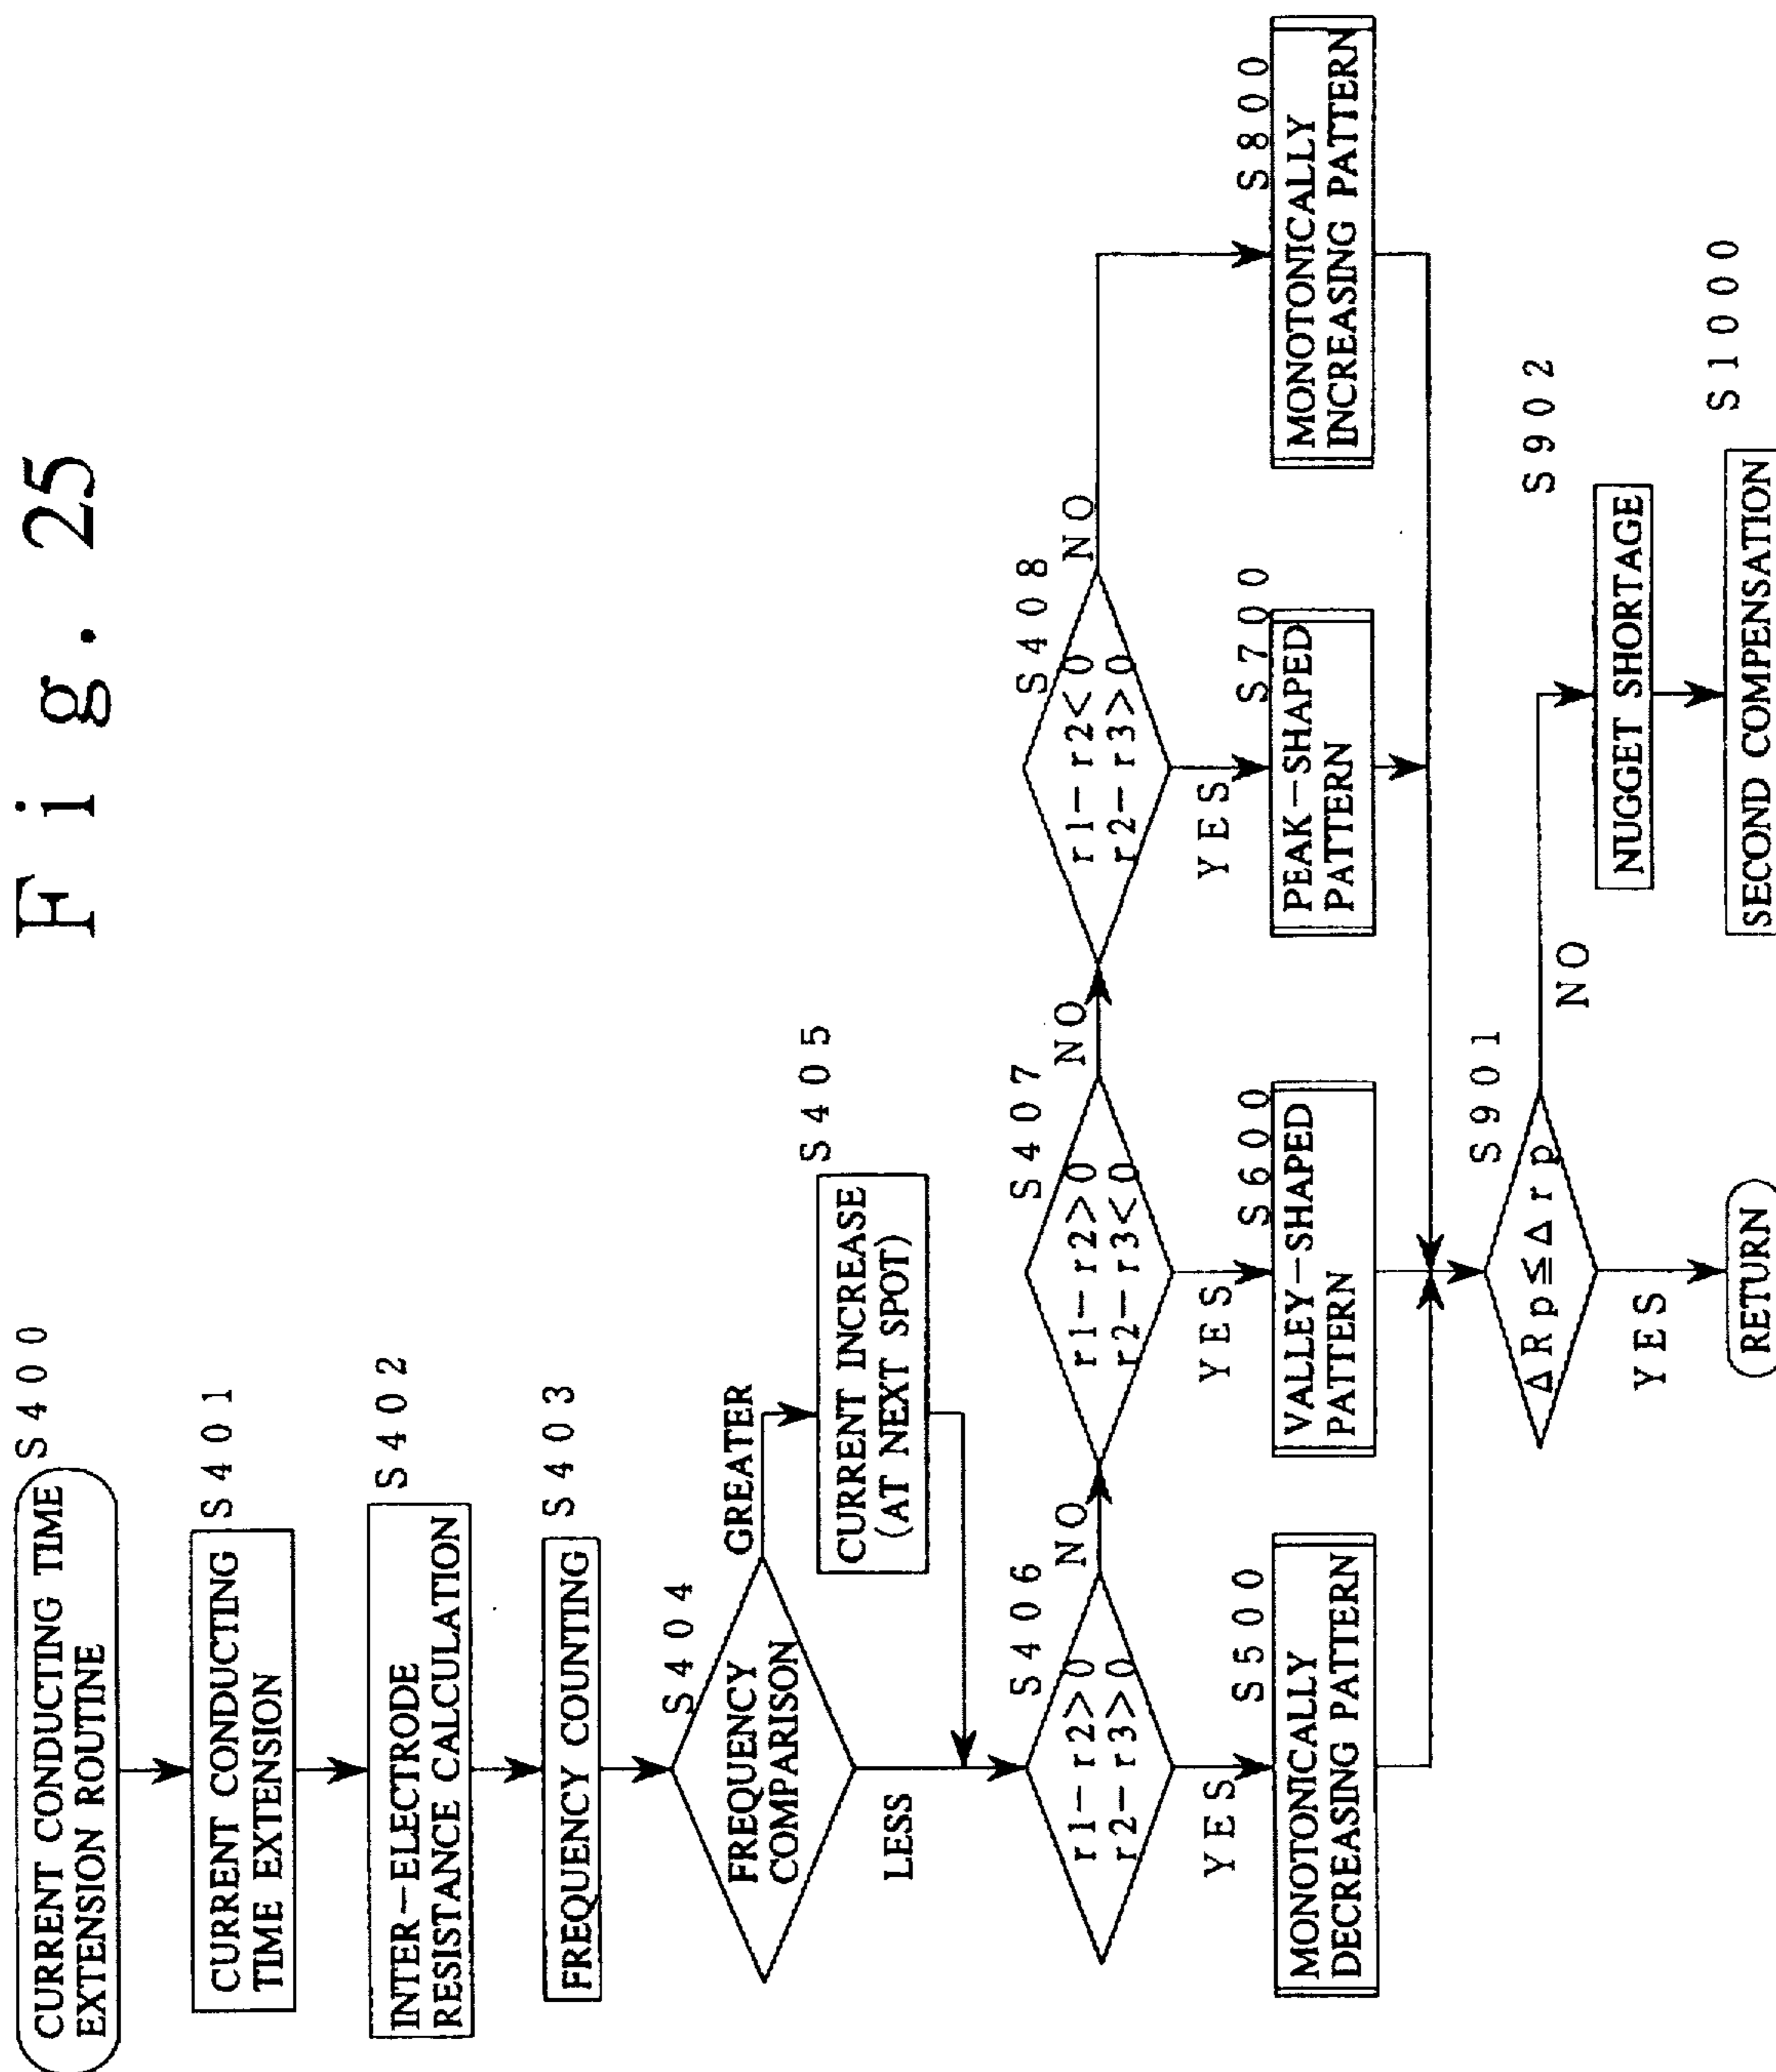 Fig. 25
CURRENT CONDUCTING TIME
EXTENSION ROUTINE
S400
CURRENT CONDUCTING
TIME EXTENSION
S401
INTER-ELECTRODE
RESISTANCE CALCULATION
S402
FREQUENCY COUNTING
S403
FREQUENCY
COMPARISON
S404
GREATER
LESS
CURRENT INCREASE
(AT NEXT SPOT)
S405
r1-r2>0
r2-r3>0
S406
NO
YES
r1-r2>0
r2-r3<0
S407
NO
YES
r1-r2<0
r2-r3>0
S408
NO
YES
MONOTONICALLY
DECREASING PATTERN
S500
VALLEY-SHAPED
PATTERN
S600
PEAK-SHAPED
PATTERN
S700
MONOTONICALLY
INCREASING PATTERN
S800
ΔRp≦Δrp
S901
NO
YES
NUGGET SHORTAGE
S902
RETURN
SECOND COMPENSATION
S1000